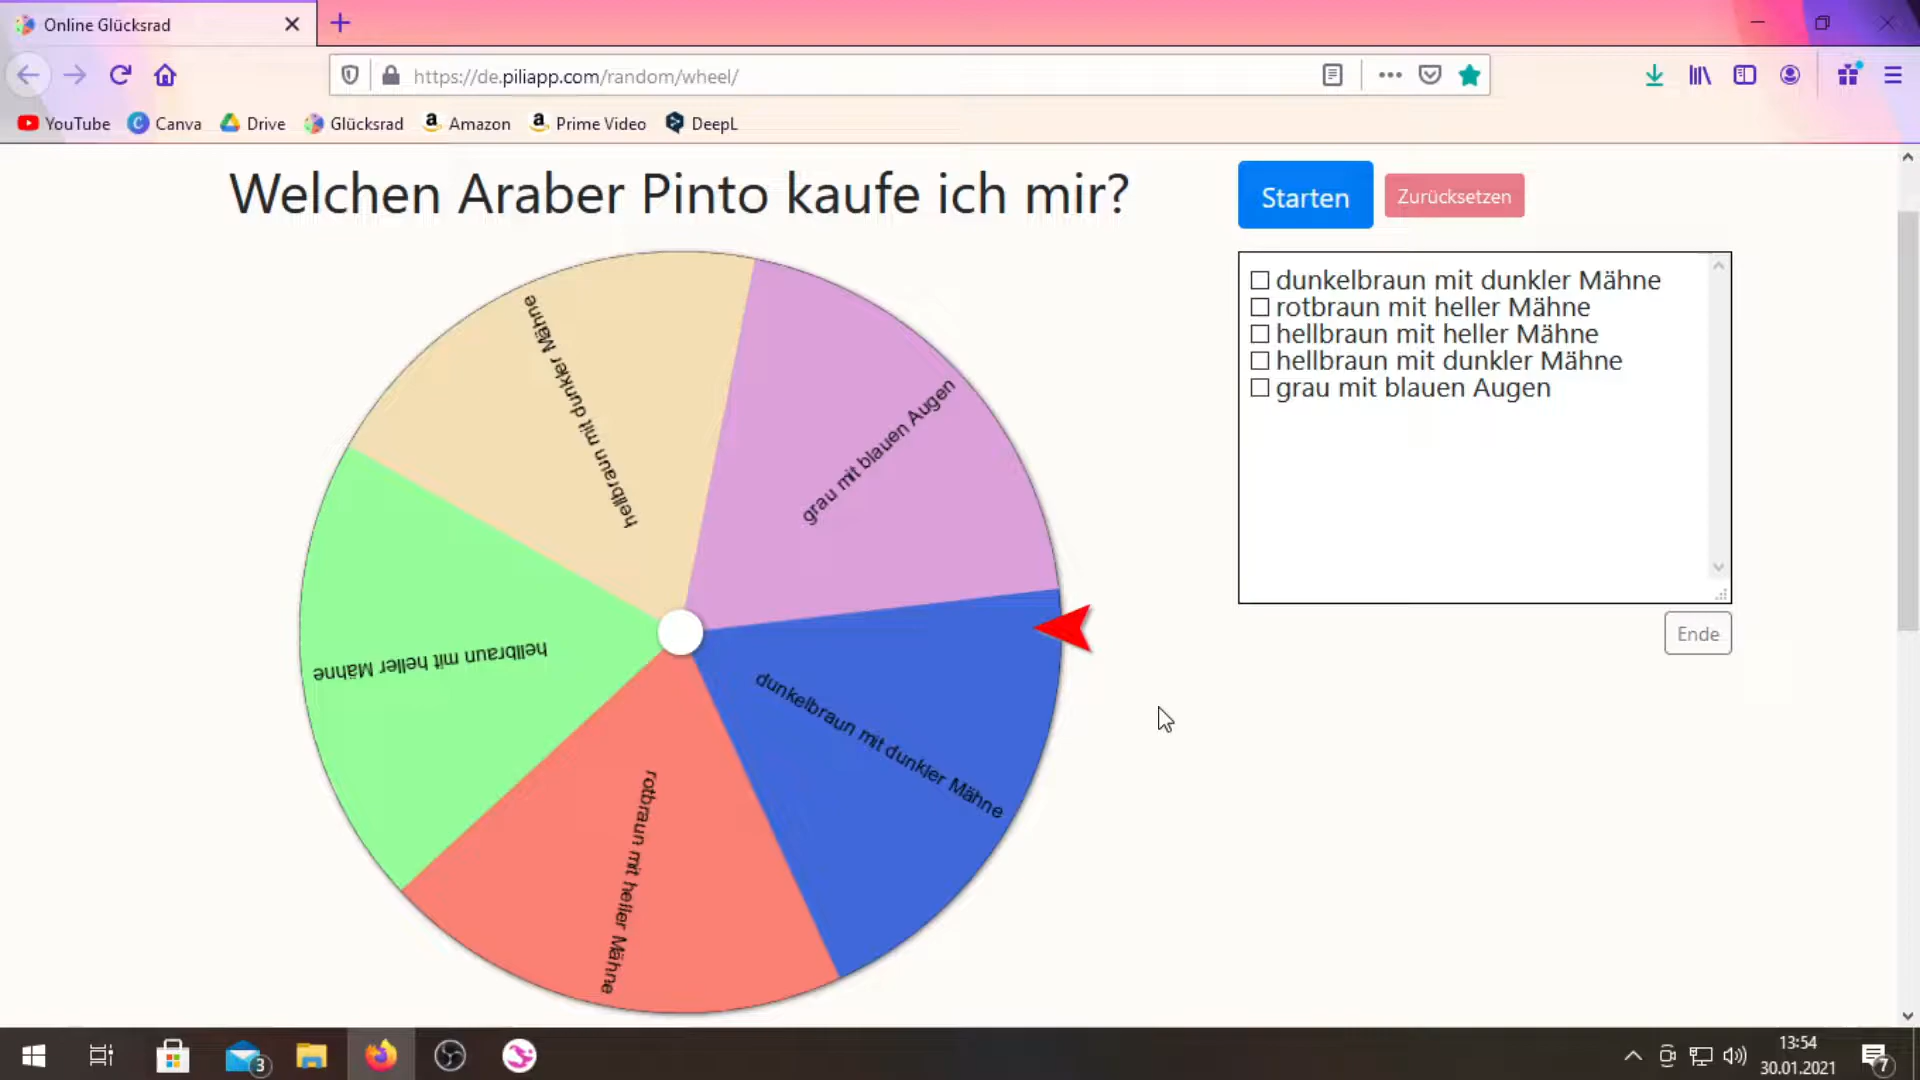 Online Glücksrad
https://de.piliapp.com/random/wheel/
YouTube Canva Drive Glücksrad Amazon Prime Video DeepL
Welchen Araber Pinto kaufe ich mir?
Starten
Zurücksetzen
dunkelbraun mit dunkler Mähne
rotbraun mit heller Mähne
hellbraun mit heller Mähne
hellbraun mit dunkler Mähne
grau mit blauen Augen
Ende
hellbraun mit dunkler Mähne
grau mit blauen Augen
hellbraun mit heller Mähne
dunkelbraun mit dunkler Mähne
rotbraun mit heller Mähne
3
13:54
30.01.2021
7